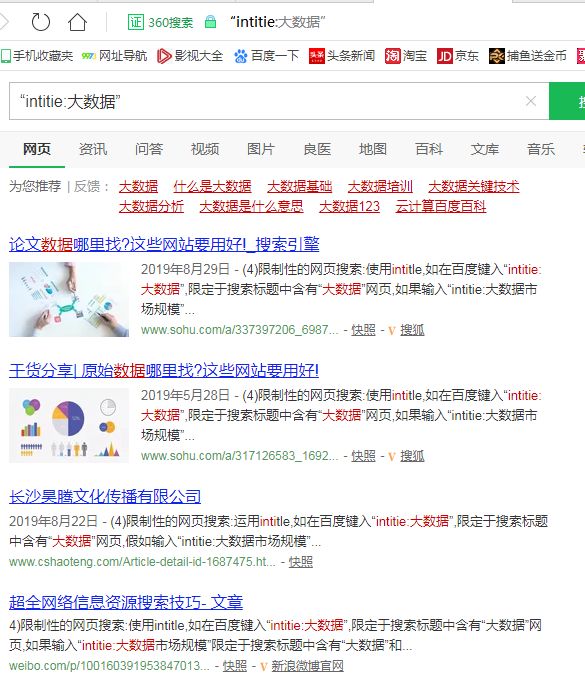 证 360搜索 “intitie:大数据”
手机收藏夹 网址导航 影视大全 百度一下 头条 头条新闻 淘 淘宝 JD 京东 捕鱼送金币
“intitie:大数据” ×
网页 资讯 问答 视频 图片 良医 地图 百科 文库 音乐
为您推荐 | 反馈: 大数据 什么是大数据 大数据基础 大数据培训 大数据关键技术
大数据分析 大数据是什么意思 大数据123 云计算百度百科
论文数据哪里找?这些网站要用好!_搜索引擎
2019年8月29日 - (4)限制性的网页搜索:使用intitle,如在百度键入“intitie:
大数据”,限定于搜索标题中含有“大数据”网页,如果输入“intitie:大数据市
场规模”...
www.sohu.com/a/337397206_6987... - 快照 - V 搜狐
干货分享| 原始数据哪里找?这些网站要用好!
2019年5月28日 - (4)限制性的网页搜索:使用intitle,如在百度键入“intitie:
大数据”,限定于搜索标题中含有“大数据”网页,如果输入“intitie:大数据市
场规模”...
www.sohu.com/a/317126583_1692... - 快照 - V 搜狐
长沙昊腾文化传播有限公司
2019年8月22日 - (4)限制性的网页搜索:运用intitle,如在百度键入“intitie:大数据”,限定于搜索标
题中含有“大数据”网页,假如输入“intitie:大数据市场规模”...
www.cshaoteng.com/Article-detail-id-1687475.ht... - 快照
超全网络信息资源搜索技巧- 文章
4)限制性的网页搜索:使用intitle,如在百度键入“intitie:大数据”,限定于搜索标题中含有“大数据”网
页,如果输入“intitie:大数据市场规模”限定于搜索标题中含有“大数据”和...
weibo.com/p/100160391953847013... - 快照 - V 新浪微博官网